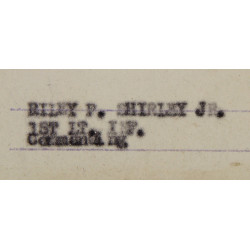 RILEY P. SHIRLEY JR.
1ST LT. INF.
Commanding.